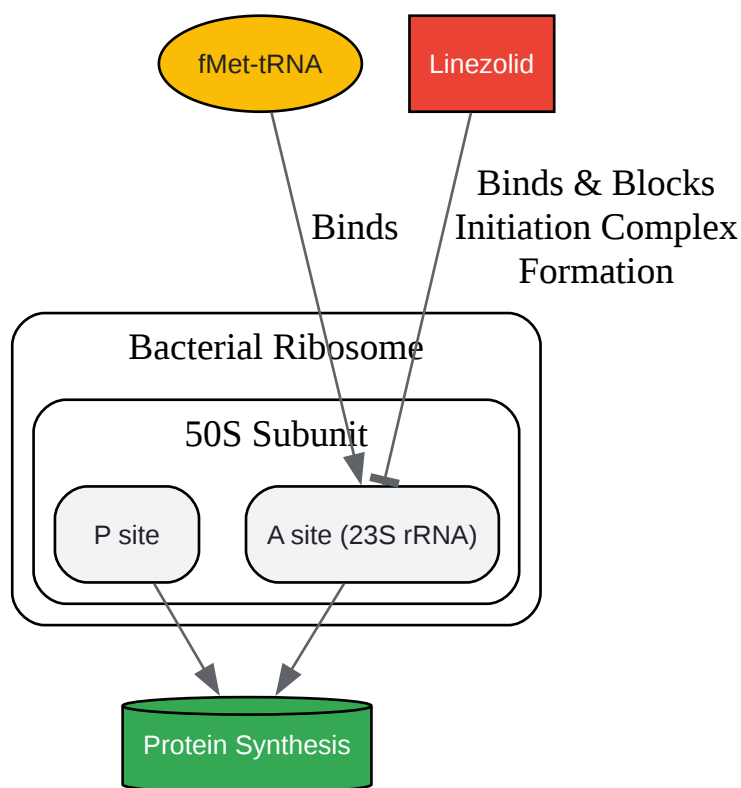 fMet-tRNA
Linezolid
Binds
Binds & Blocks
Initiation Complex
Formation
Bacterial Ribosome
50S Subunit
P site
A site (23S rRNA)
Protein Synthesis